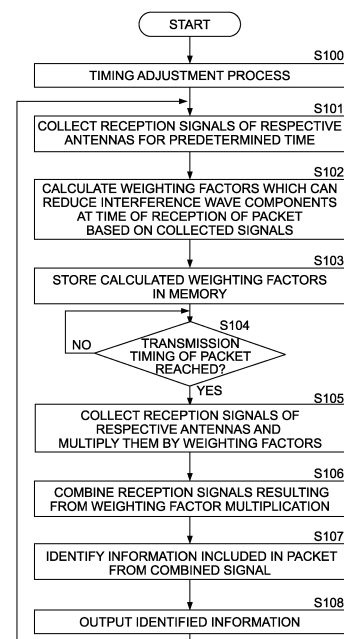 START
S100
TIMING ADJUSTMENT PROCESS
S101
COLLECT RECEPTION SIGNALS OF RESPECTIVE
ANTENNAS FOR PREDETERMINED TIME
S102
CALCULATE WEIGHTING FACTORS WHICH CAN
REDUCE INTERFERENCE WAVE COMPONENTS
AT TIME OF RECEPTION OF PACKET
BASED ON COLLECTED SIGNALS
S103
STORE CALCULATED WEIGHTING FACTORS
IN MEMORY
S104
NO
TRANSMISSION
TIMING OF PACKET
REACHED?
YES
S105
COLLECT RECEPTION SIGNALS OF
RESPECTIVE ANTENNAS AND
MULTIPLY THEM BY WEIGHTING FACTORS
S106
COMBINE RECEPTION SIGNALS RESULTING
FROM WEIGHTING FACTOR MULTIPLICATION
S107
IDENTIFY INFORMATION INCLUDED IN PACKET
FROM COMBINED SIGNAL
S108
OUTPUT IDENTIFIED INFORMATION